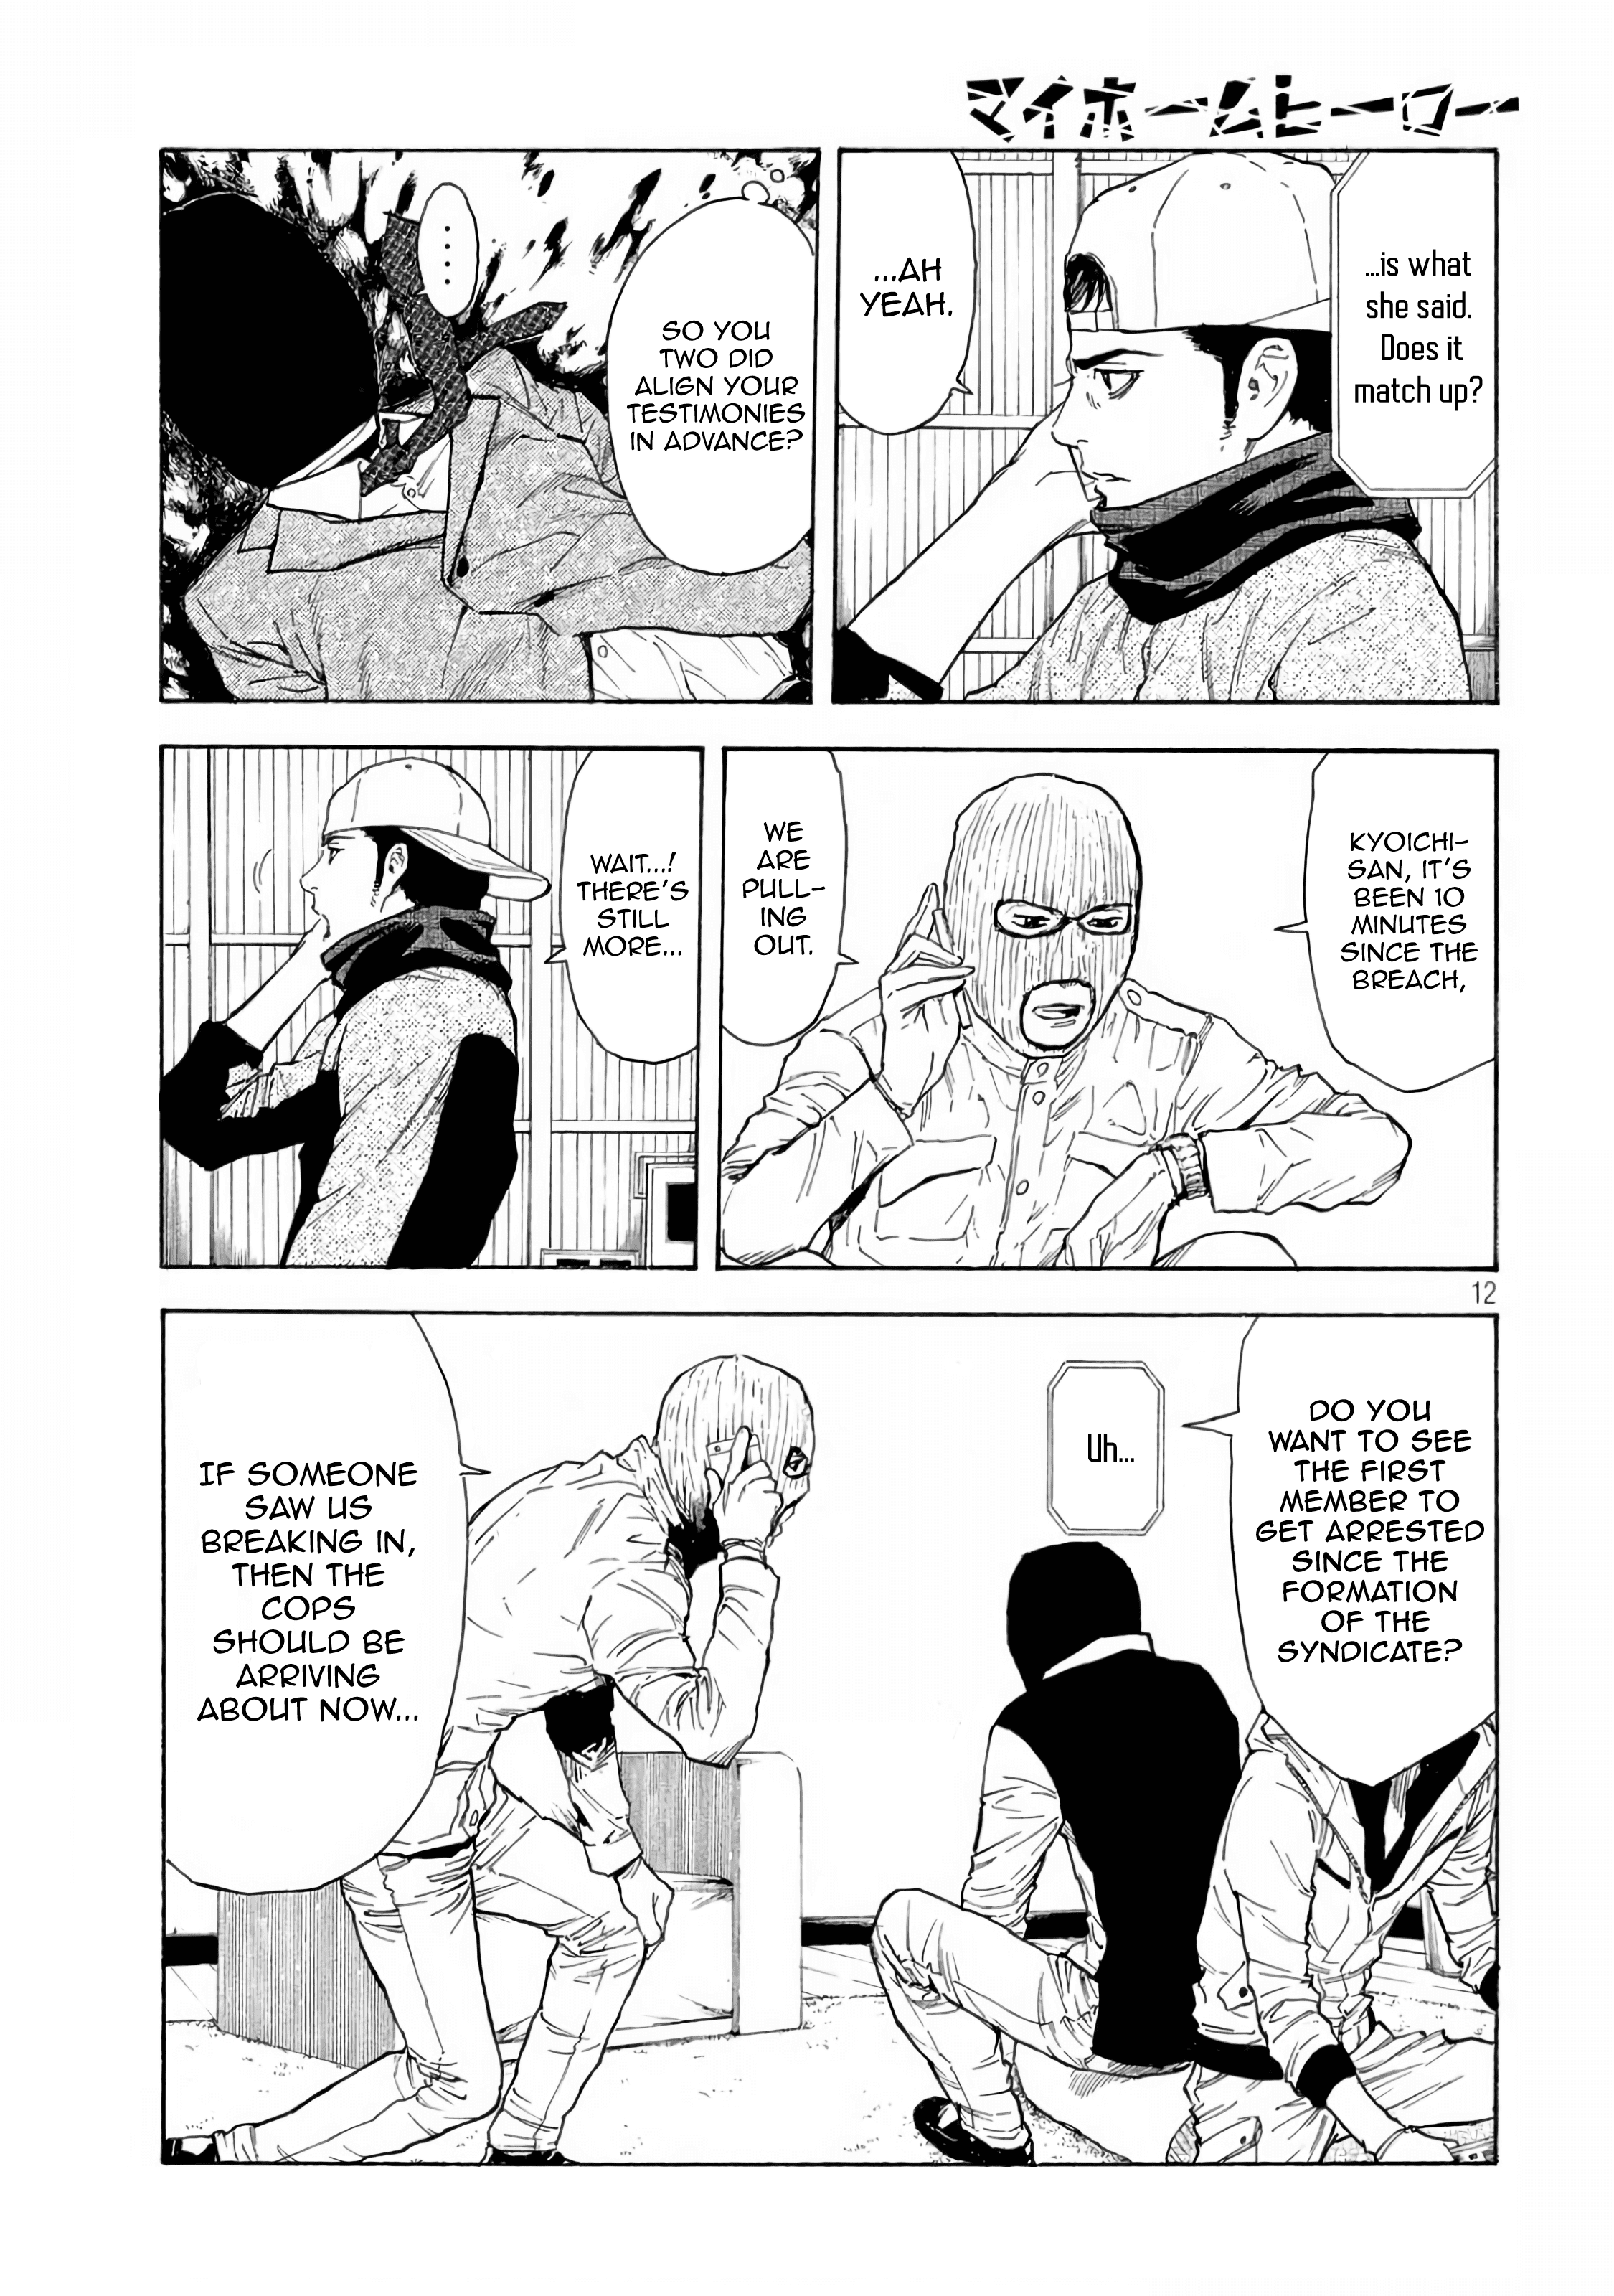 マイホームヒーロー
...is what
she said.
Does it
match up?
...AH
YEAH.
SO YOU
TWO DID
ALIGN YOUR
TESTIMONIES
IN ADVANCE?
.....
KYOICHI-
SAN, IT'S
BEEN 10
MINUTES
SINCE THE
BREACH,
WE
ARE
PULL-
ING
OUT.
WAIT...!
THERE'S
STILL
MORE...
12
DO YOU
WANT TO SEE
THE FIRST
MEMBER TO
GET ARRESTED
SINCE THE
FORMATION
OF THE
SYNDICATE?
Uh...
IF SOMEONE
SAW US
BREAKING IN,
THEN THE
COPS
SHOULD BE
ARRIVING
ABOUT NOW...